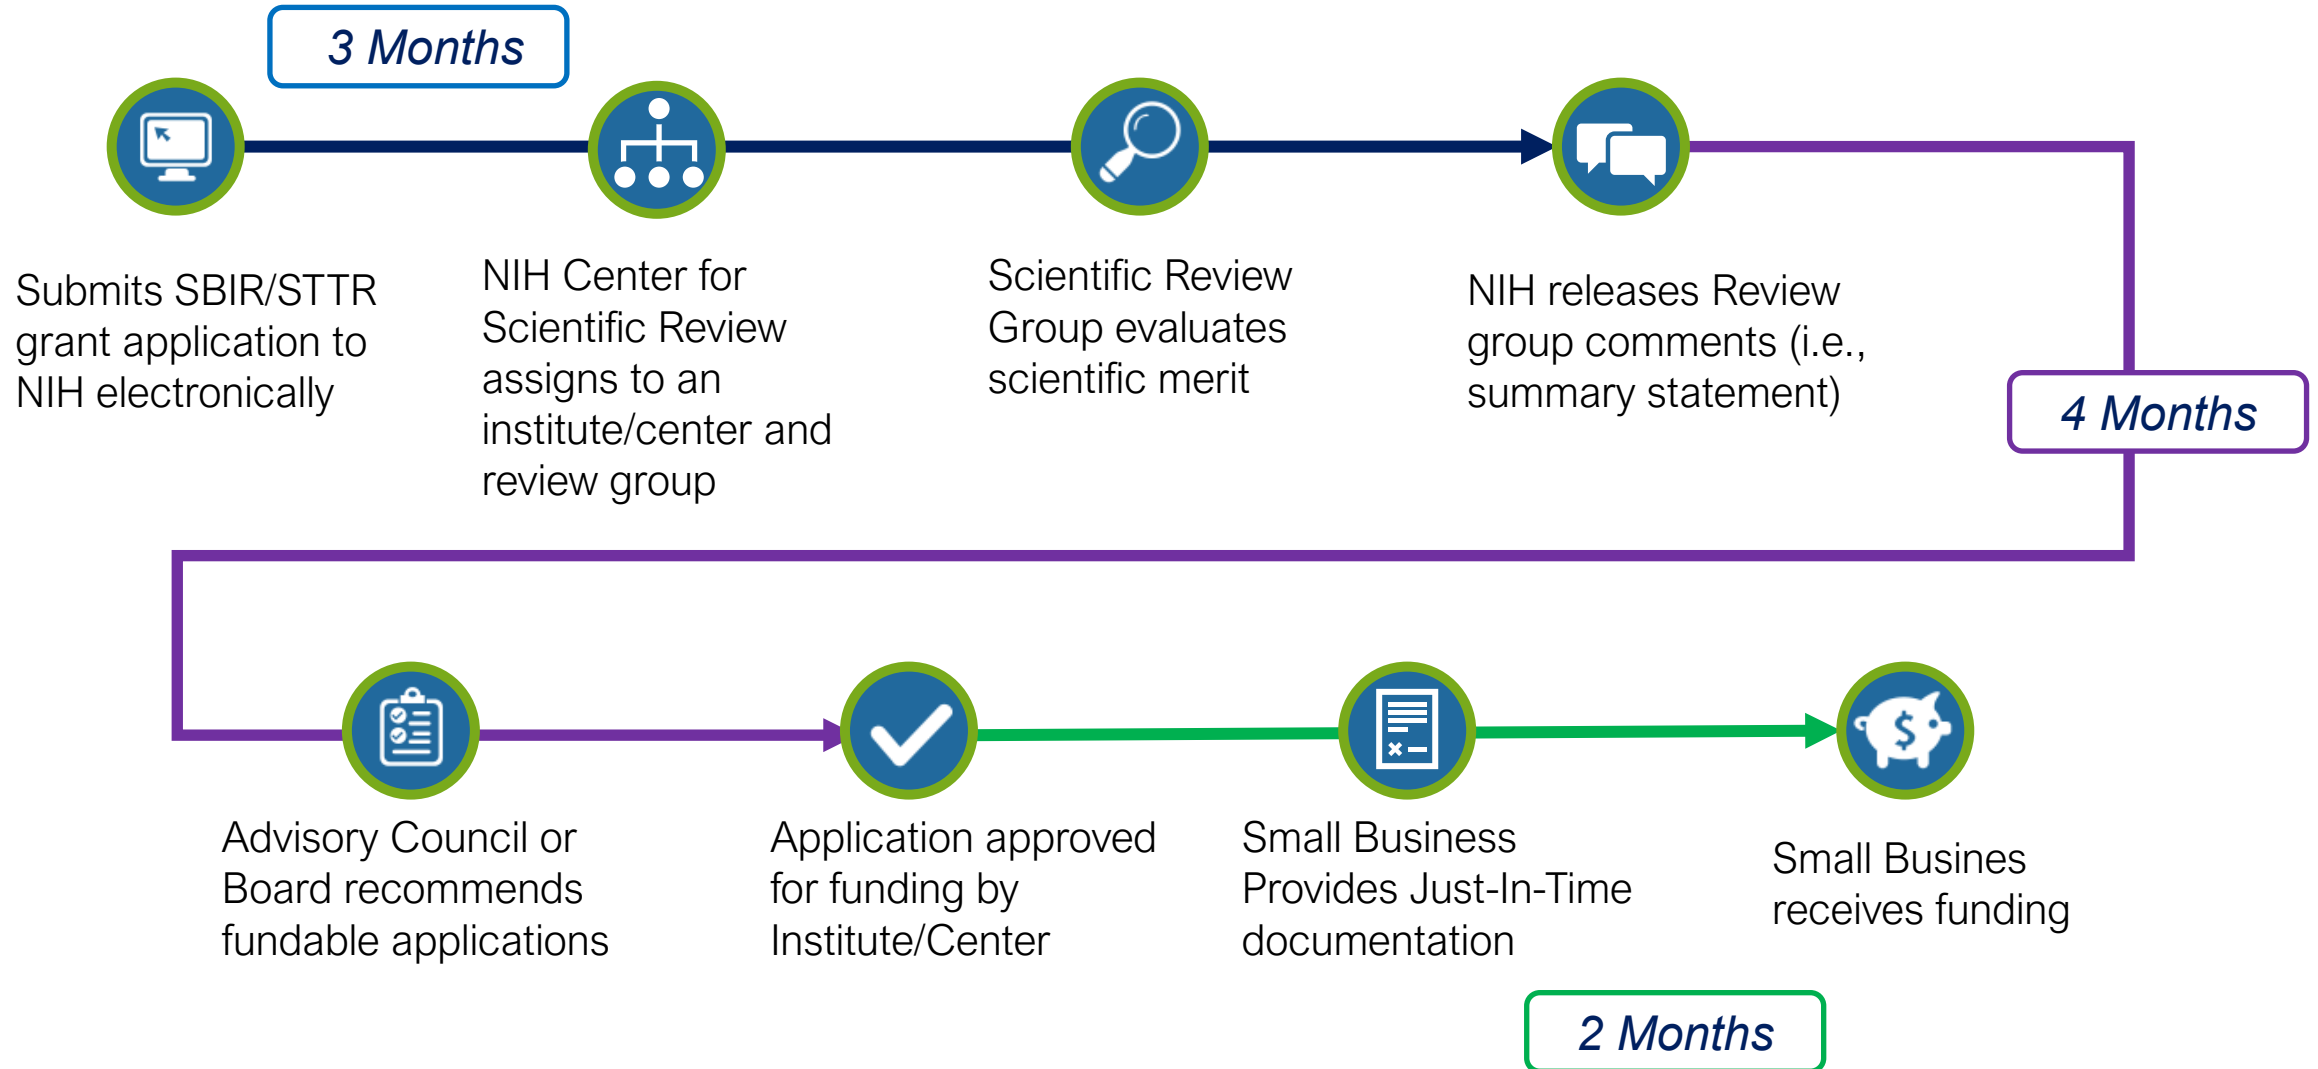 3 Months
Submits SBIR/STTR
grant application to
NIH electronically
NIH Center for
Scientific Review
assigns to an
institute/center and
review group
Scientific Review
Group evaluates
scientific merit
NIH releases Review
group comments (i.e.,
summary statement)
4 Months
Advisory Council or
Board recommends
fundable applications
Application approved
for funding by
Institute/Center
Small Business
Provides Just-In-Time
documentation
$
Small Busines
receives funding
2 Months